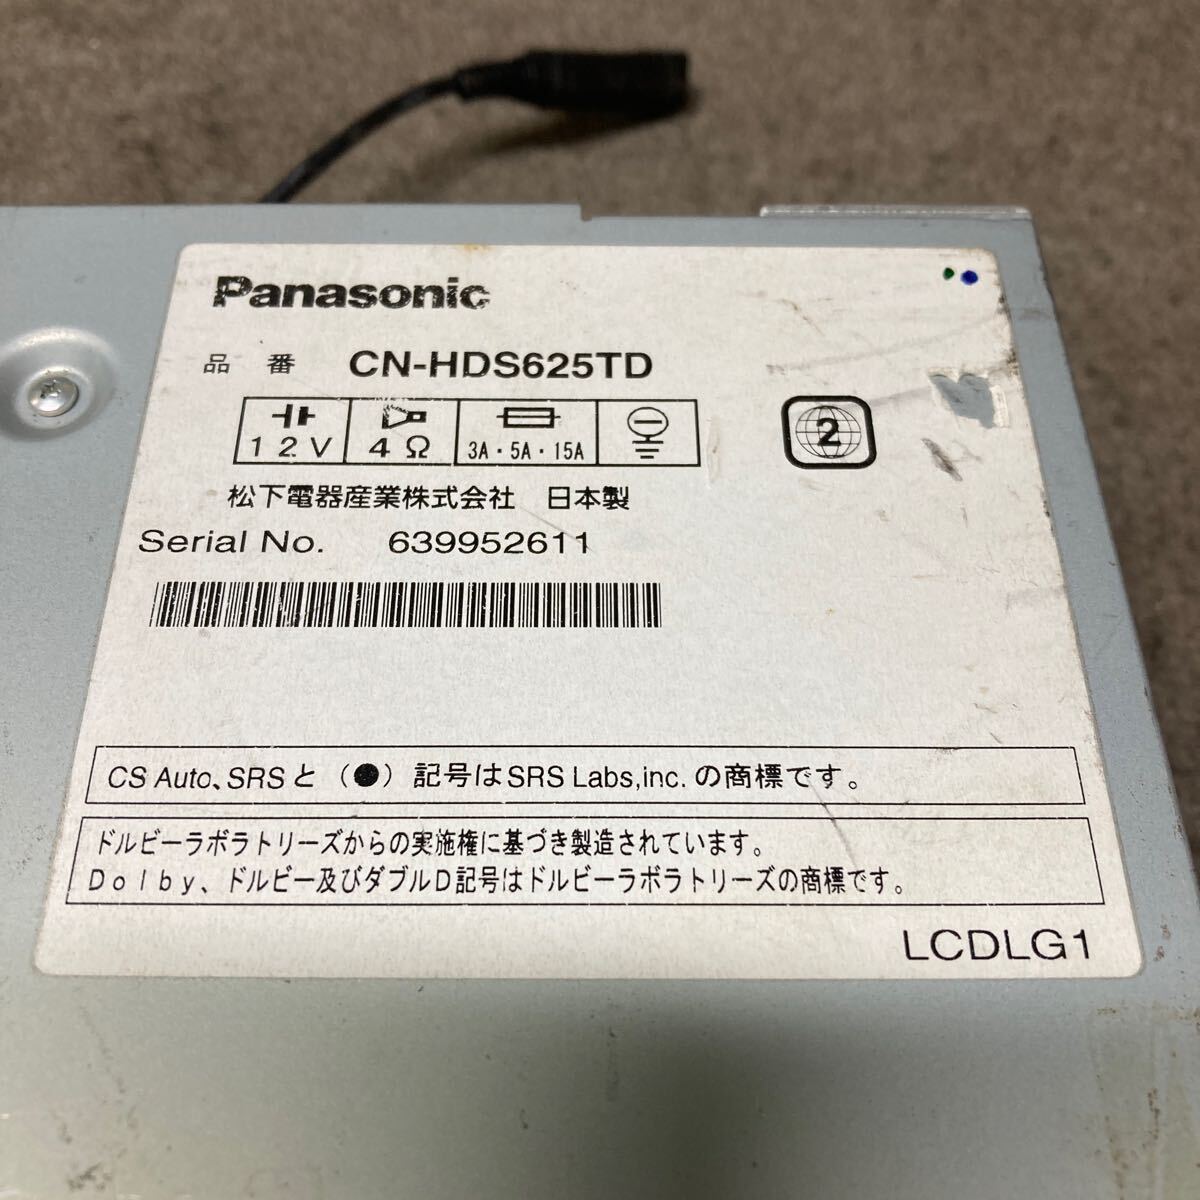 Panasonic
品番 CN-HDS625TD
12V 4Ω 3A・5A・15A
2
松下電器産業株式会社 日本製
Serial No. 639952611
CS Auto、SRSと（●）記号はSRS Labs,inc.の商標です。
ドルビーラボラトリーズからの実施権に基づき製造されています。
Dolby、ドルビー及びダブルD記号はドルビーラボラトリーズの商標です。
LCDLG1